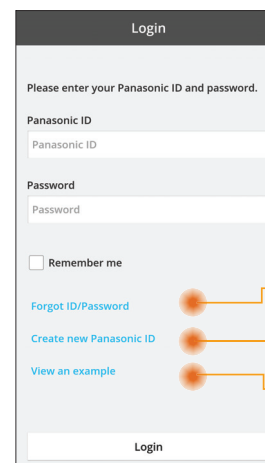 Login
Please enter your Panasonic ID and password.
Panasonic ID
Panasonic ID
Password
Password
Remember me
Forgot ID/Password
Create new Panasonic ID
View an example
Login